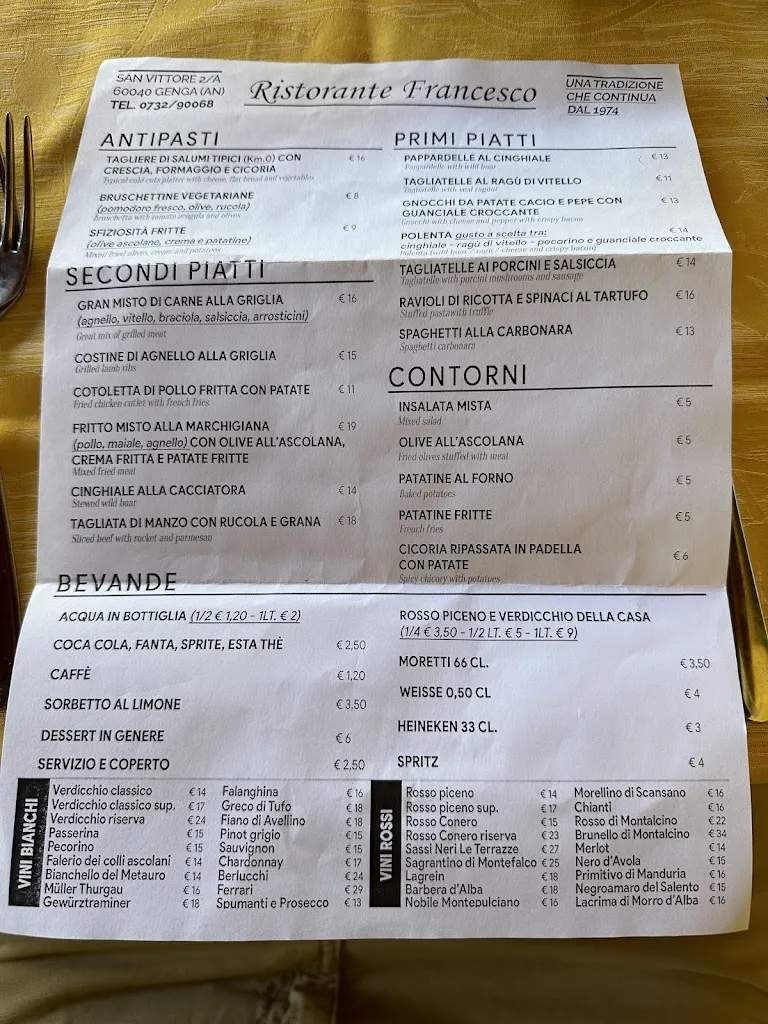 SAN VITTORE 2/A
60040 GENGA (AN)
TEL. 0732/90068
Ristorante Francesco
UNA TRADIZIONE
CHE CONTINUA
DAL 1974
ANTIPASTI
TAGLIERE DI SALUMI TIPICI (Km.0) CON € 16
CRESCIA, FORMAGGIO E CICORIA
Typical cold cuts platter with cheese, flat bread and vegetables
BRUSCHETTINE VEGETARIANE € 8
(pomodoro fresco, olive, rucola)
Bruschetta with tomato arugula and olives
SFIZIOSITÀ FRITTE € 9
(olive ascolane, crema e patatine)
Mixed fried olives, cream and potatoes
PRIMI PIATTI
PAPPARDELLE AL CINGHIALE € 13
Pappardelle with wild boar
TAGLIATELLE AL RAGÙ DI VITELLO € 11
Tagliatelle with veal ragout
GNOCCHI DA PATATE CACIO E PEPE CON € 13
GUANCIALE CROCCANTE
Gnocchi with cheese and pepper with crispy bacon
POLENTA gusto a scelta tra: € 14
cinghiale - ragù di vitello - pecorino e guanciale croccante
TAGLIATELLE AI PORCINI E SALSICCIA € 14
Tagliatelle with porcini mushrooms and sausage
RAVIOLI DI RICOTTA E SPINACI AL TARTUFO € 16
Stuffed pastawith truffle
SPAGHETTI ALLA CARBONARA € 13
Spaghetti carbonara
SECONDI PIATTI
GRAN MISTO DI CARNE ALLA GRIGLIA € 16
(agnello, vitello, braciola, salsiccia, arrosticini)
Great mix of grilled meat
COSTINE DI AGNELLO ALLA GRIGLIA € 15
Grilled lamb ribs
COTOLETTA DI POLLO FRITTA CON PATATE € 11
Fried chicken cutlet with french fries
FRITTO MISTO ALLA MARCHIGIANA € 19
(pollo, maiale, agnello) CON OLIVE ALL'ASCOLANA,
CREMA FRITTA E PATATE FRITTE
Mixed fried meat
CINGHIALE ALLA CACCIATORA € 14
Stewed wild boar
TAGLIATA DI MANZO CON RUCOLA E GRANA € 18
Sliced beef with rocket and parmesan
CONTORNI
INSALATA MISTA € 5
Mixed salad
OLIVE ALL'ASCOLANA € 5
Fried olives stuffed with meat
PATATINE AL FORNO € 5
Baked potatoes
PATATINE FRITTE € 5
French fries
CICORIA RIPASSATA IN PADELLA
CON PATATE € 6
Spicy chicory with potatoes
BEVANDE
ACQUA IN BOTTIGLIA (1/2 € 1,20 - 1LT. € 2)
COCA COLA, FANTA, SPRITE, ESTA THÈ € 2,50
CAFFÈ € 1,20
SORBETTO AL LIMONE € 3,50
DESSERT IN GENERE € 6
SERVIZIO E COPERTO € 2,50
ROSSO PICENO E VERDICCHIO DELLA CASA
(1/4 € 3,50 - 1/2 LT. € 5 - 1LT. € 9)
MORETTI 66 CL. € 3,50
WEISSE 0,50 CL € 4
HEINEKEN 33 CL. € 3
SPRITZ € 4
VINI BIANCHI
Verdicchio classico € 14
Verdicchio classico sup. € 17
Verdicchio riserva € 24
Passerina € 15
Pecorino € 15
Falerio dei colli ascolani € 14
Bianchello del Metauro € 14
Müller Thurgau € 16
Gewürztraminer € 18
Falanghina € 16
Greco di Tufo € 18
Fiano di Avellino € 18
Pinot grigio € 15
Sauvignon € 15
Chardonnay € 17
Berlucchi € 24
Ferrari € 29
Spumanti e Prosecco € 13
VINI ROSSI
Rosso piceno € 14
Rosso piceno sup. € 17
Rosso Conero € 15
Rosso Conero riserva € 23
Sassi Neri Le Terrazze € 27
Sagrantino di Montefalco € 25
Lagrein € 18
Barbera d'Alba € 18
Nobile Montepulciano € 16
Morellino di Scansano € 16
Chianti € 16
Rosso di Montalcino € 22
Brunello di Montalcino € 34
Merlot € 14
Nero d'Avola € 15
Primitivo di Manduria € 16
Negroamaro del Salento € 15
Lacrima di Morro d'Alba € 16